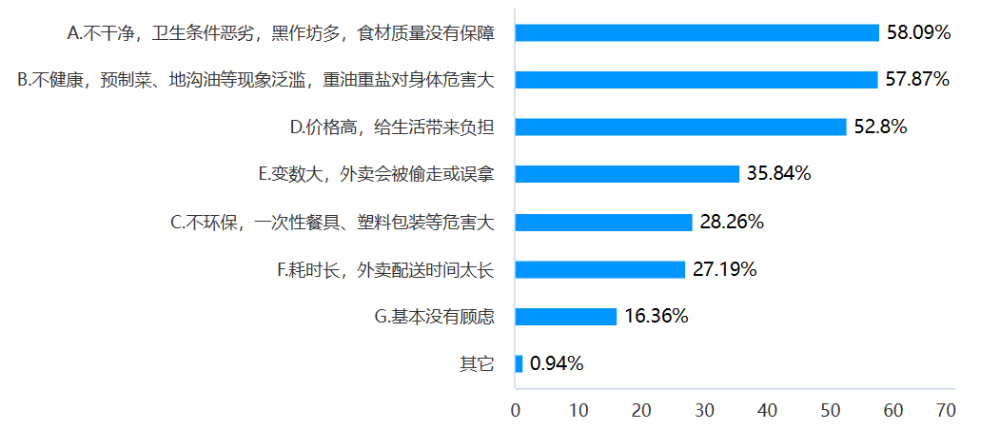 A.不干净，卫生条件恶劣，黑作坊多，食材质量没有保障 58.09%
B.不健康，预制菜、地沟油等现象泛滥，重油重盐对身体危害大 57.87%
D.价格高，给生活带来负担 52.8%
E.变数大，外卖会被偷走或误拿 35.84%
C.不环保，一次性餐具、塑料包装等危害大 28.26%
F.耗时长，外卖配送时间太长 27.19%
G.基本没有顾虑 16.36%
其它 0.94%
0 10 20 30 40 50 60 70